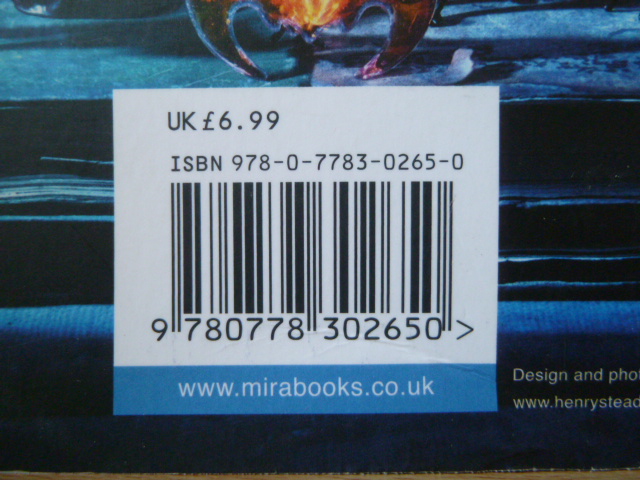 UK £6.99
ISBN 978-0-7783-0265-0
9 780778 302650 >
www.mirabooks.co.uk
Design and phot
www.henrystead